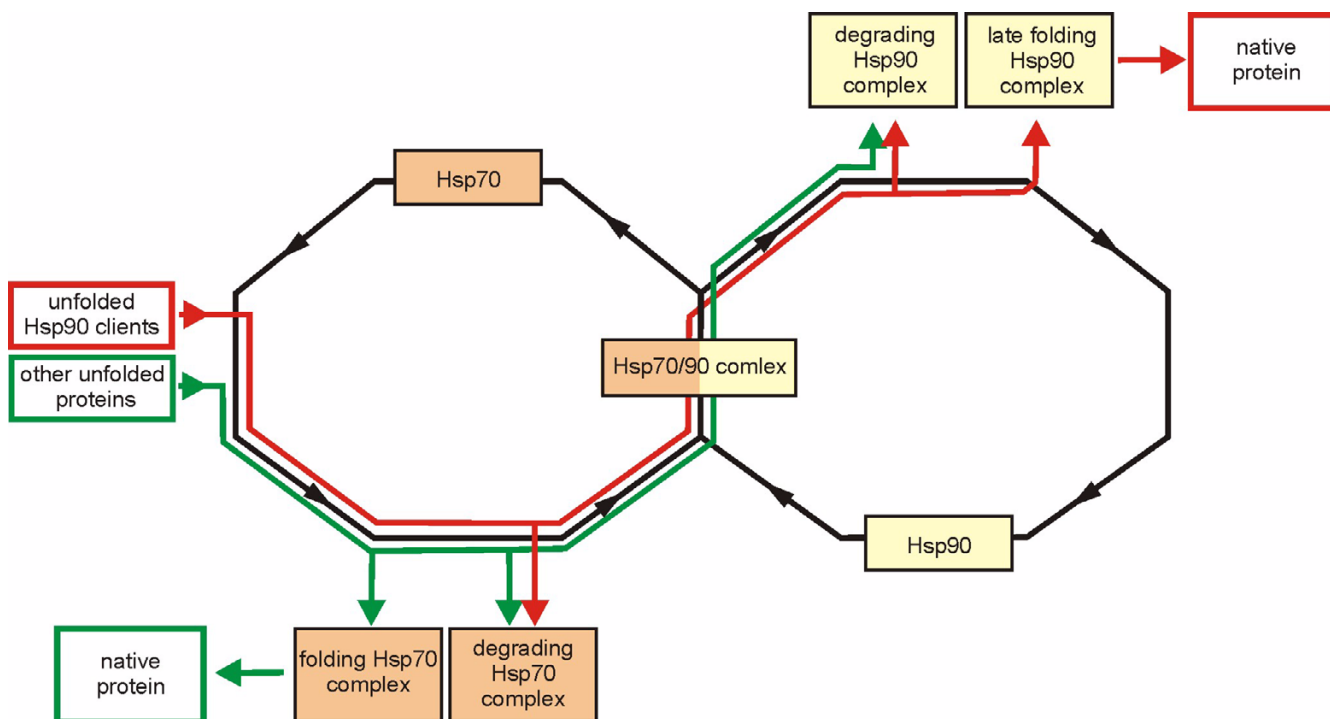 degrading
Hsp90
complex
late folding
Hsp90
complex
native
protein
Hsp70
unfolded
Hsp90 clients
other unfolded
proteins
Hsp70/90 comlex
Hsp90
native
protein
folding Hsp70
complex
degrading
Hsp70
complex